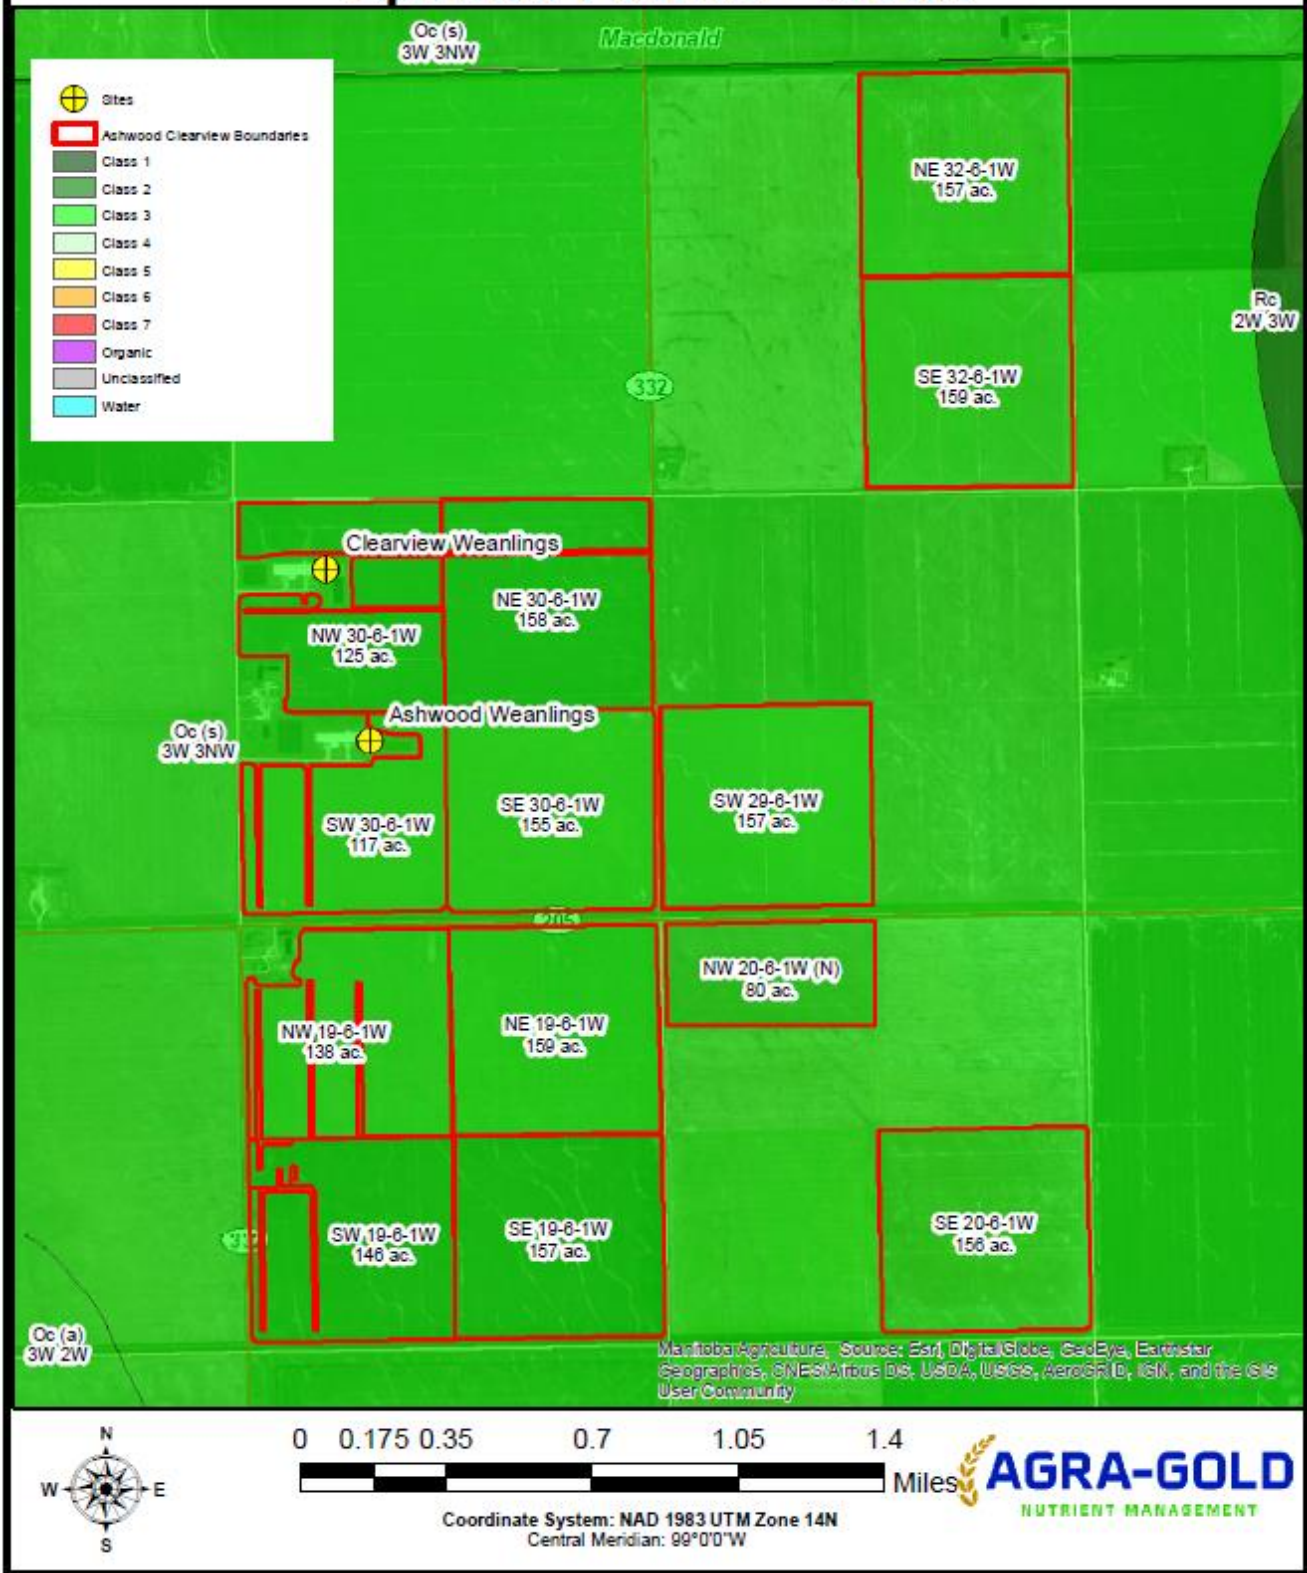 Oc (s)
3W 3NW
Macdonald
Sites
Ashwood Clearview Boundaries
Class 1
Class 2
Class 3
Class 4
Class 5
Class 6
Class 7
Organic
Unclassified
Water
NE 32-6-1W
157 ac.
Rc
2W 3W
332
SE 32-6-1W
159 ac.
Clearview Weanlings
NE 30-6-1W
158 ac.
NW 30-6-1W
125 ac.
Ashwood Weanlings
Oc (s)
3W 3NW
SE 30-6-1W
155 ac.
SW 29-6-1W
157 ac.
SW 30-6-1W
117 ac.
205
NW 20-6-1W (N)
80 ac.
NW 19-6-1W
138 ac.
NE 19-6-1W
159 ac.
SW 19-6-1W
146 ac.
SE 19-6-1W
157 ac.
SE 20-6-1W
156 ac.
Oc (a)
3W 2W
Manitoba Agriculture, Source: Esri, DigitalGlobe, GeoEye, Earthstar
Geographics, CNES/Airbus DS, USDA, USGS, AeroGRID, IGN, and the GIS
User Community
N
W E
S
0 0.175 0.35 0.7 1.05 1.4
Miles
Coordinate System: NAD 1983 UTM Zone 14N
Central Meridian: 99°0'0"W
AGRA-GOLD
NUTRIENT MANAGEMENT